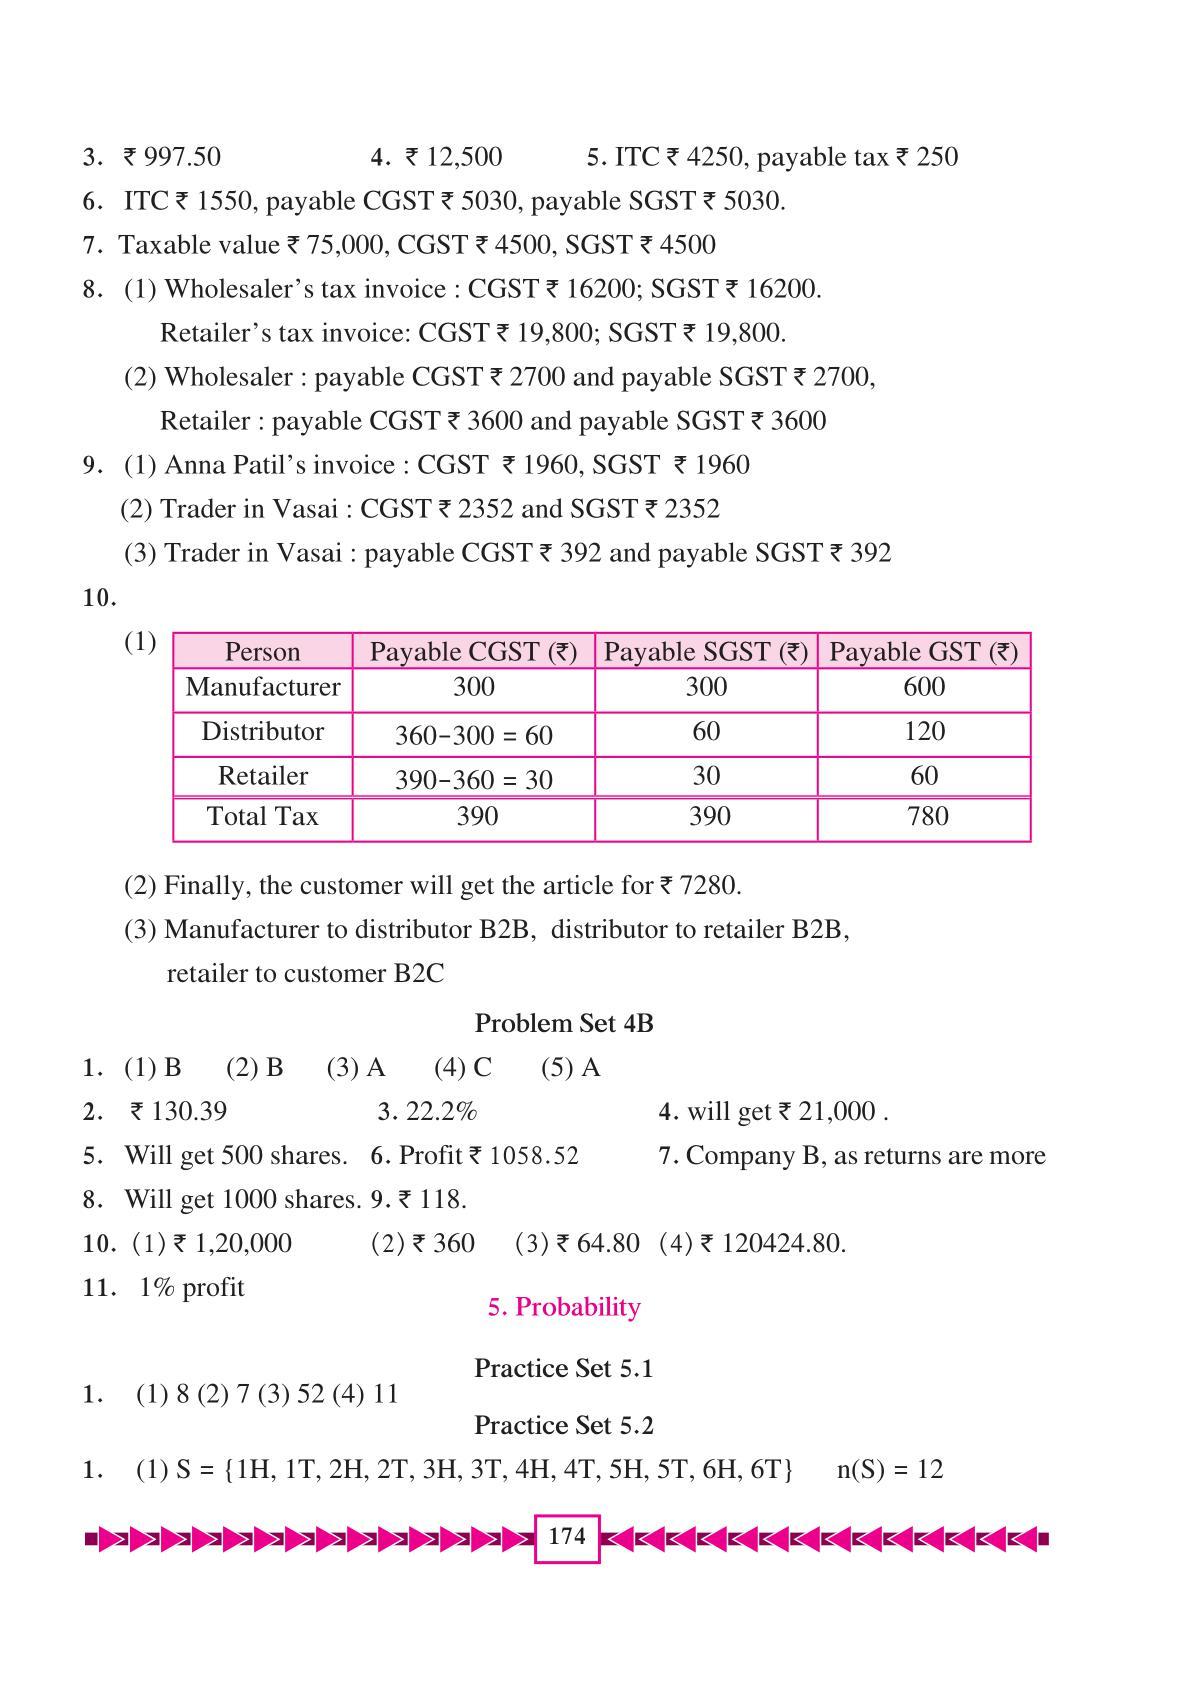 3. ₹ 997.50 4. ₹ 12,500 5. ITC ₹ 4250, payable tax ₹ 250
6. ITC ₹ 1550, payable CGST ₹ 5030, payable SGST ₹ 5030.
7. Taxable value ₹ 75,000, CGST ₹ 4500, SGST ₹ 4500
8. (1) Wholesaler’s tax invoice : CGST ₹ 16200; SGST ₹ 16200.
Retailer’s tax invoice: CGST ₹ 19,800; SGST ₹ 19,800.
(2) Wholesaler : payable CGST ₹ 2700 and payable SGST ₹ 2700,
Retailer : payable CGST ₹ 3600 and payable SGST ₹ 3600
9. (1) Anna Patil’s invoice : CGST ₹ 1960, SGST ₹ 1960
(2) Trader in Vasai : CGST ₹ 2352 and SGST ₹ 2352
(3) Trader in Vasai : payable CGST ₹ 392 and payable SGST ₹ 392
10.
(1) Person Payable CGST (₹) Payable SGST (₹) Payable GST (₹)
Manufacturer 300 300 600
Distributor 360-300 = 60 60 120
Retailer 390-360 = 30 30 60
Total Tax 390 390 780
(2) Finally, the customer will get the article for ₹ 7280.
(3) Manufacturer to distributor B2B, distributor to retailer B2B,
retailer to customer B2C
Problem Set 4B
1. (1) B (2) B (3) A (4) C (5) A
2. ₹ 130.39 3. 22.2% 4. will get ₹ 21,000 .
5. Will get 500 shares. 6. Profit ₹ 1058.52 7. Company B, as returns are more
8. Will get 1000 shares. 9. ₹ 118.
10. (1) ₹ 1,20,000 (2) ₹ 360 (3) ₹ 64.80 (4) ₹ 120424.80.
11. 1% profit
5. Probability
Practice Set 5.1
1. (1) 8 (2) 7 (3) 52 (4) 11
Practice Set 5.2
1. (1) S = {1H, 1T, 2H, 2T, 3H, 3T, 4H, 4T, 5H, 5T, 6H, 6T} n(S) = 12
174